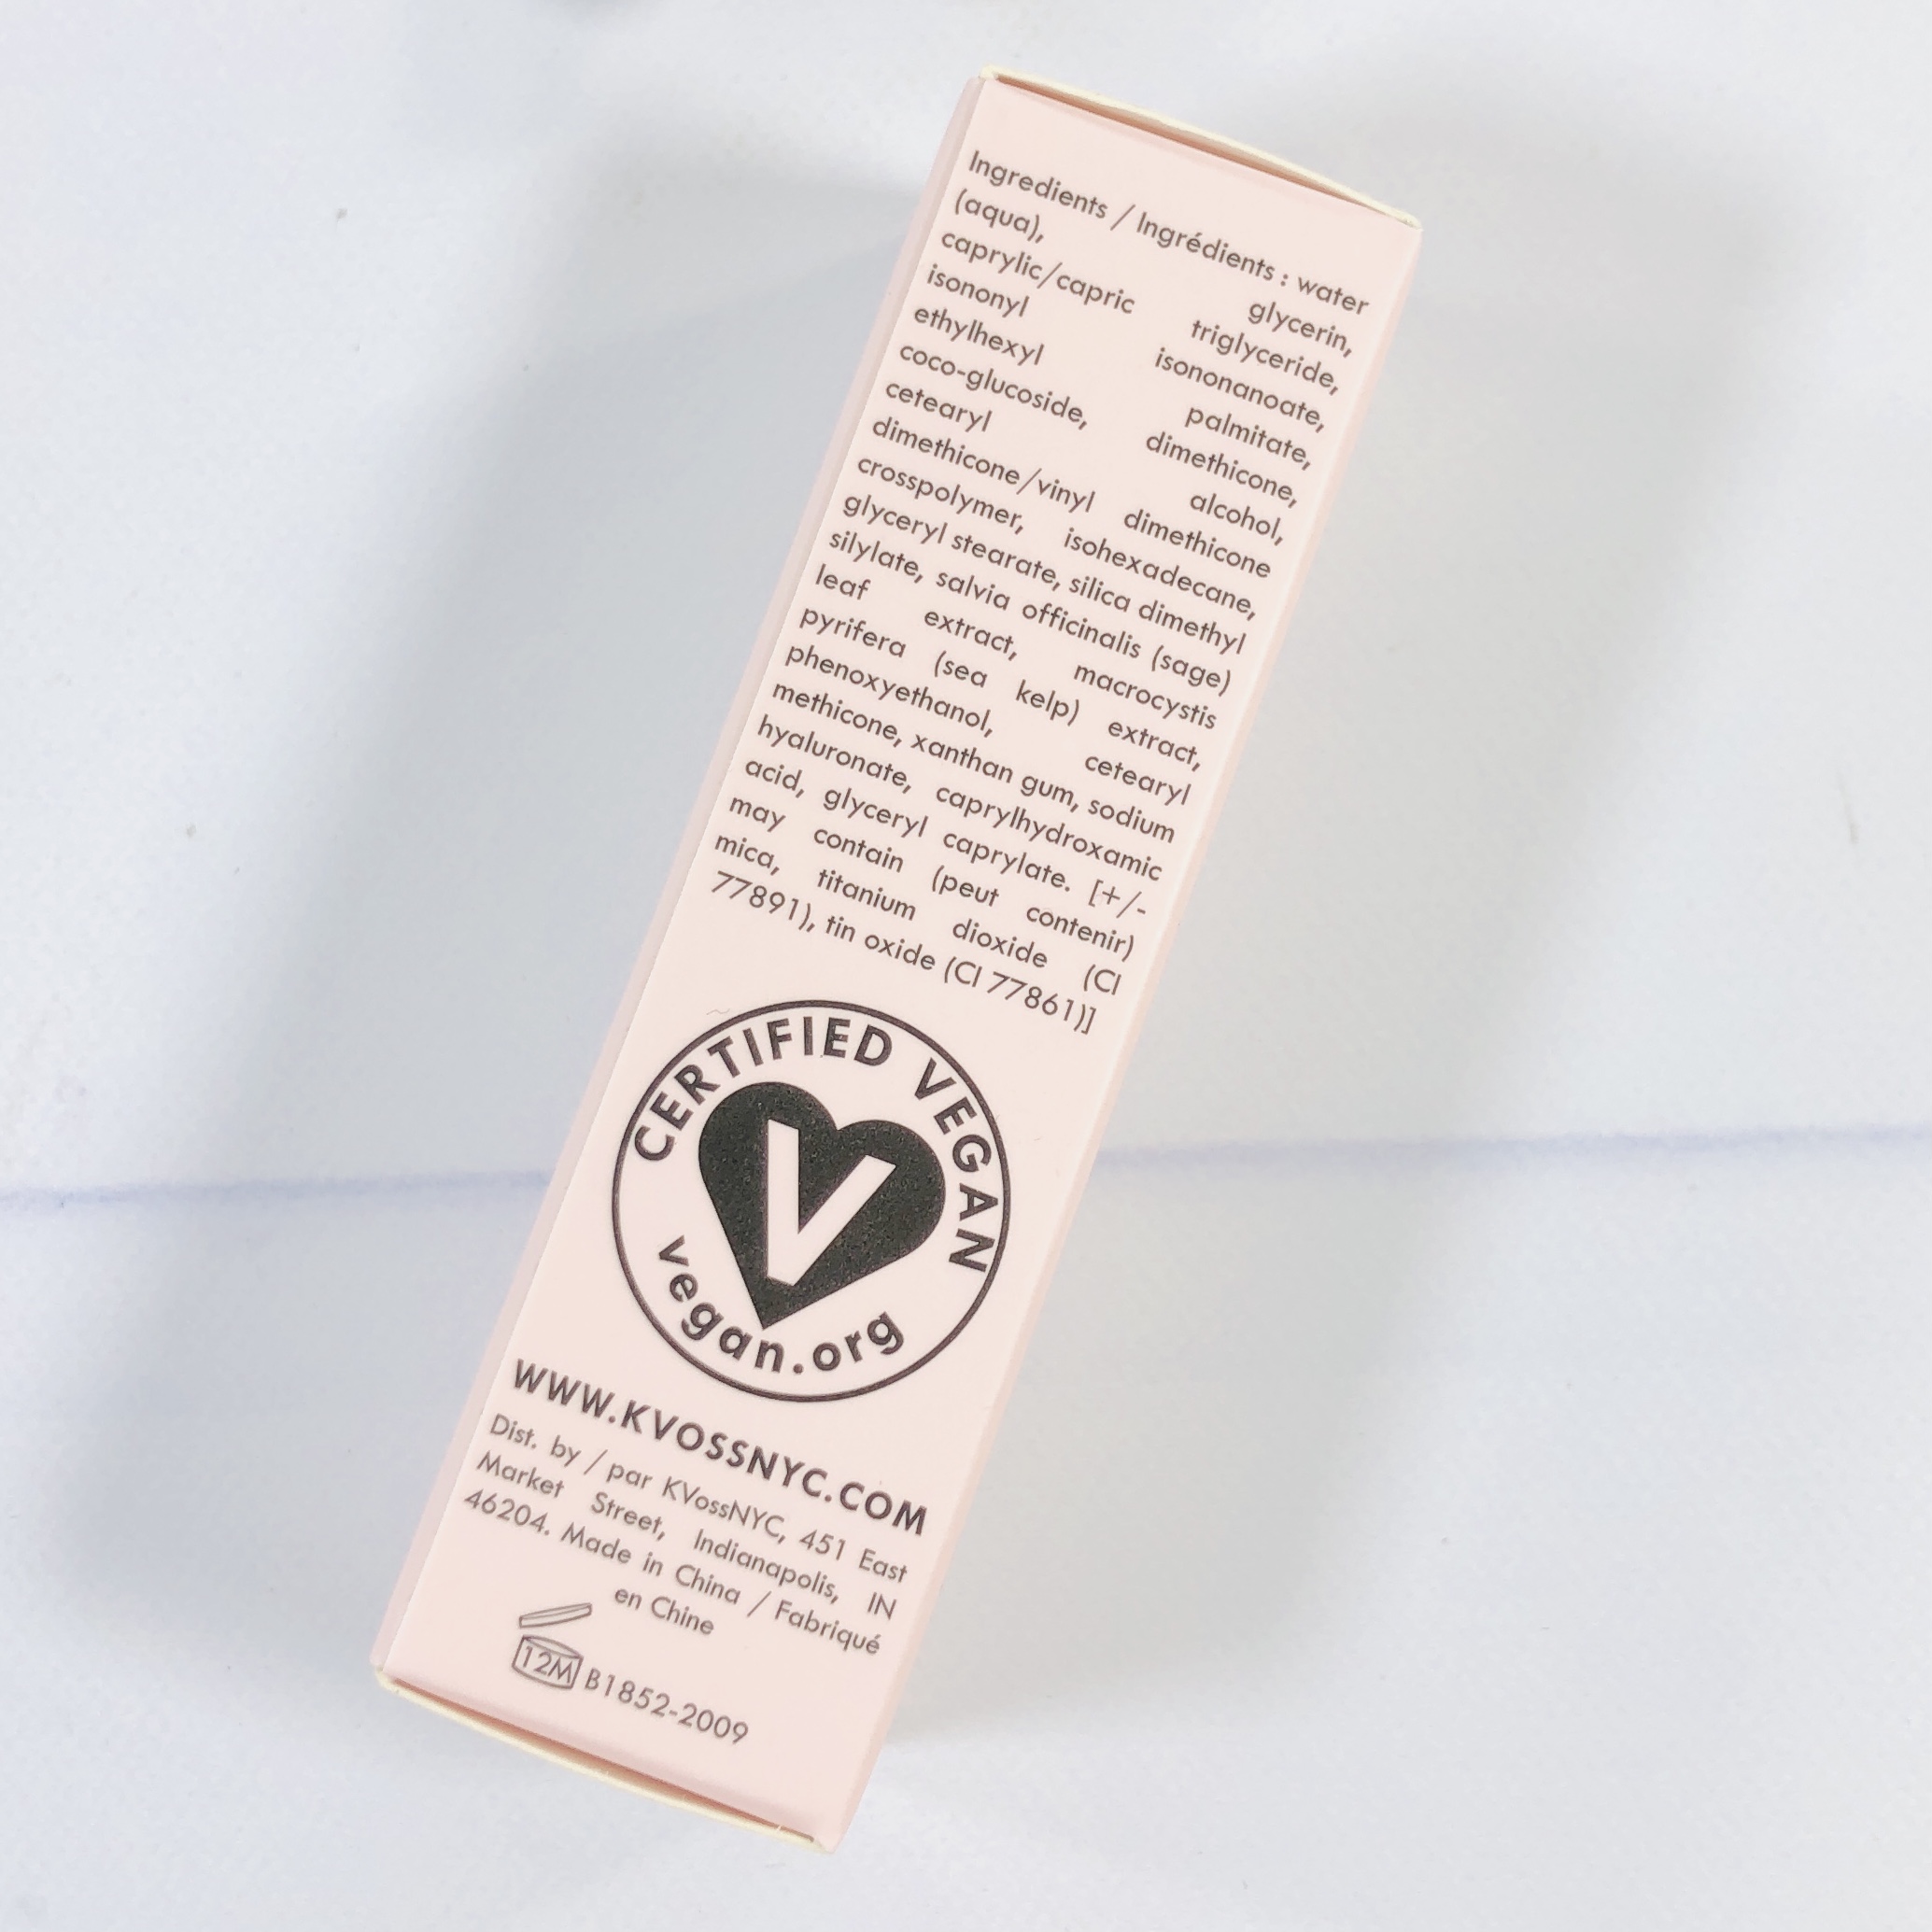 Ingredients / Ingrédients : water
(aqua), glycerin,
caprylic/capric triglyceride,
isononyl isononanoate,
ethylhexyl palmitate,
coco-glucoside, dimethicone,
cetearyl alcohol,
dimethicone/vinyl dimethicone
crosspolymer, isohexadecane,
glyceryl stearate, silica dimethyl
silylate, salvia officinalis (sage)
leaf extract, macrocystis
pyrifera (sea kelp) extract,
phenoxyethanol, cetearyl
methicone, xanthan gum, sodium
hyaluronate, caprylhydroxamic
acid, glyceryl caprylate. [+/-
may contain (peut contenir)
mica, titanium dioxide (CI
77891), tin oxide (CI 77861)]
CERTIFIED VEGAN
V
vegan.org
WWW.KVOSSNYC.COM
Dist. by / par KVossNYC, 451 East
Market Street, Indianapolis, IN
46204. Made in China / Fabriqué
en Chine
12M B1852-2009